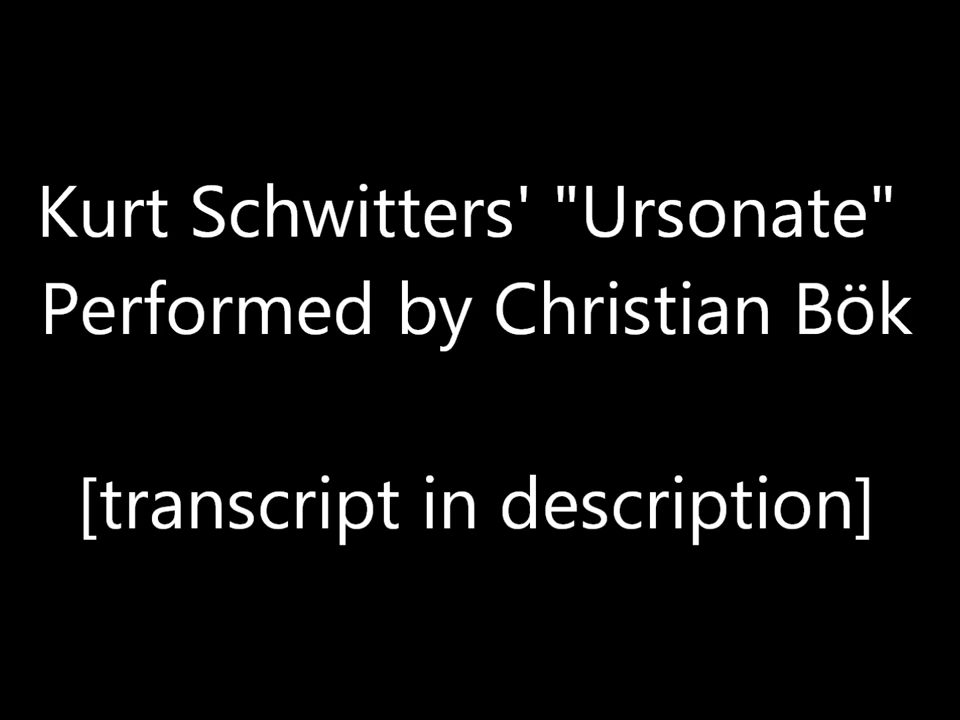 Kurt Schwitters' "Ursonate"
Performed by Christian Bök
[transcript in description]